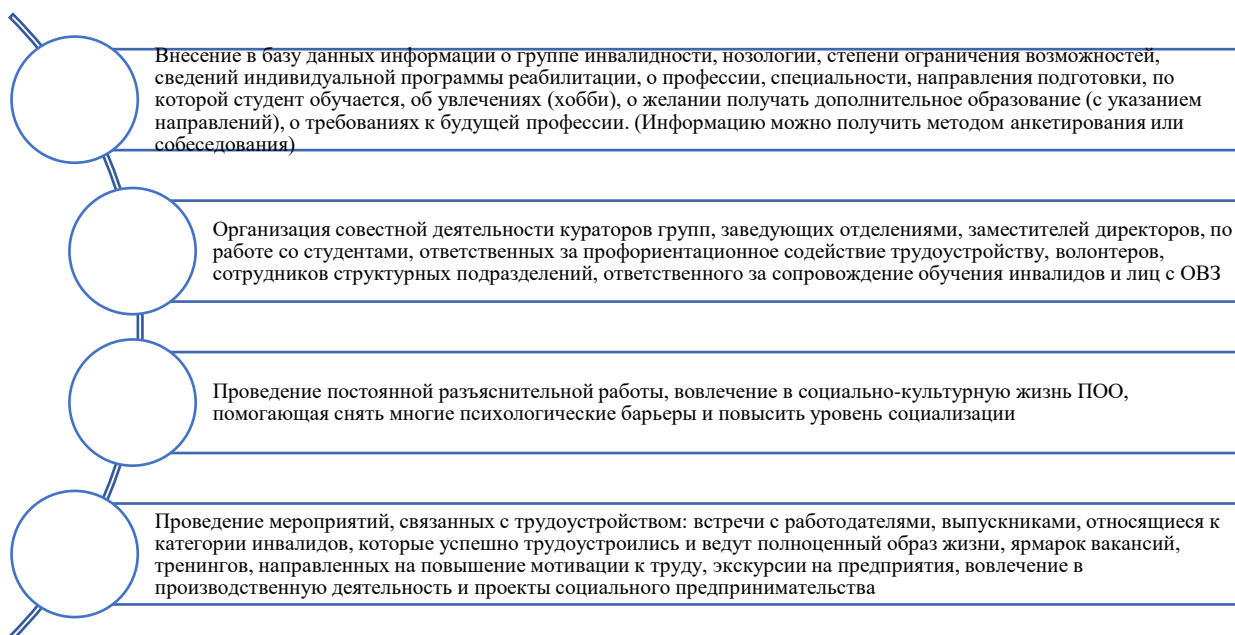 Внесение в базу данных информации о группе инвалидности, нозологии, степени ограничения возможностей,
сведений индивидуальной программы реабилитации, о профессии, специальности, направления подготовки, по
которой студент обучается, об увлечениях (хобби), о желании получать дополнительное образование (с указанием
направлений), о требованиях к будущей профессии. (Информацию можно получить методом анкетирования или
собеседования)
Организация совестной деятельности кураторов групп, заведующих отделениями, заместителей директоров, по
работе со студентами, ответственных за профориентационное содействие трудоустройству, волонтеров,
сотрудников структурных подразделений, ответственного за сопровождение обучения инвалидов и лиц с ОВЗ
Проведение постоянной разъяснительной работы, вовлечение в социально-культурную жизнь ПОО,
помогающая снять многие психологические барьеры и повысить уровень социализации
Проведение мероприятий, связанных с трудоустройством: встречи с работодателями, выпускниками, относящиеся к
категории инвалидов, которые успешно трудоустроились и ведут полноценный образ жизни, ярмарок вакансий,
тренингов, направленных на повышение мотивации к труду, экскурсии на предприятия, вовлечение в
производственную деятельность и проекты социального предпринимательства